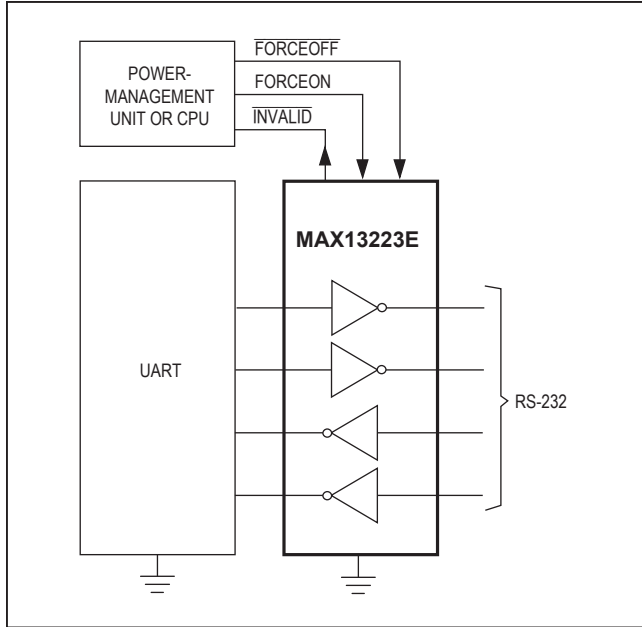 FORCEOFF
POWER-
MANAGEMENT
UNIT OR CPU
FORCEON
INVALID
MAX13223E
UART
RS-232